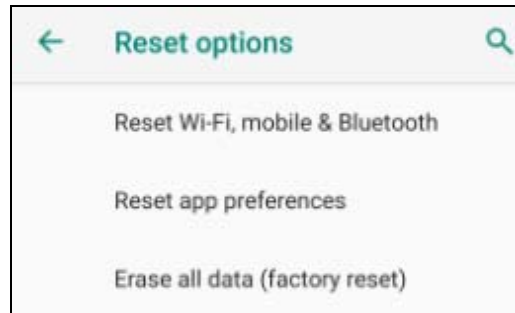 Reset options
Reset Wi-Fi, mobile & Bluetooth
Reset app preferences
Erase all data (factory reset)